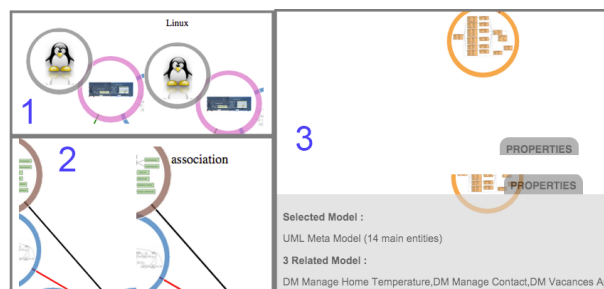 Linux
1
2
association
3
PROPERTIES
PROPERTIES
Selected Model :
UML Meta Model (14 main entities)
3 Related Model :
DM Manage Home Temperature,DM Manage Contact,DM Vacances A